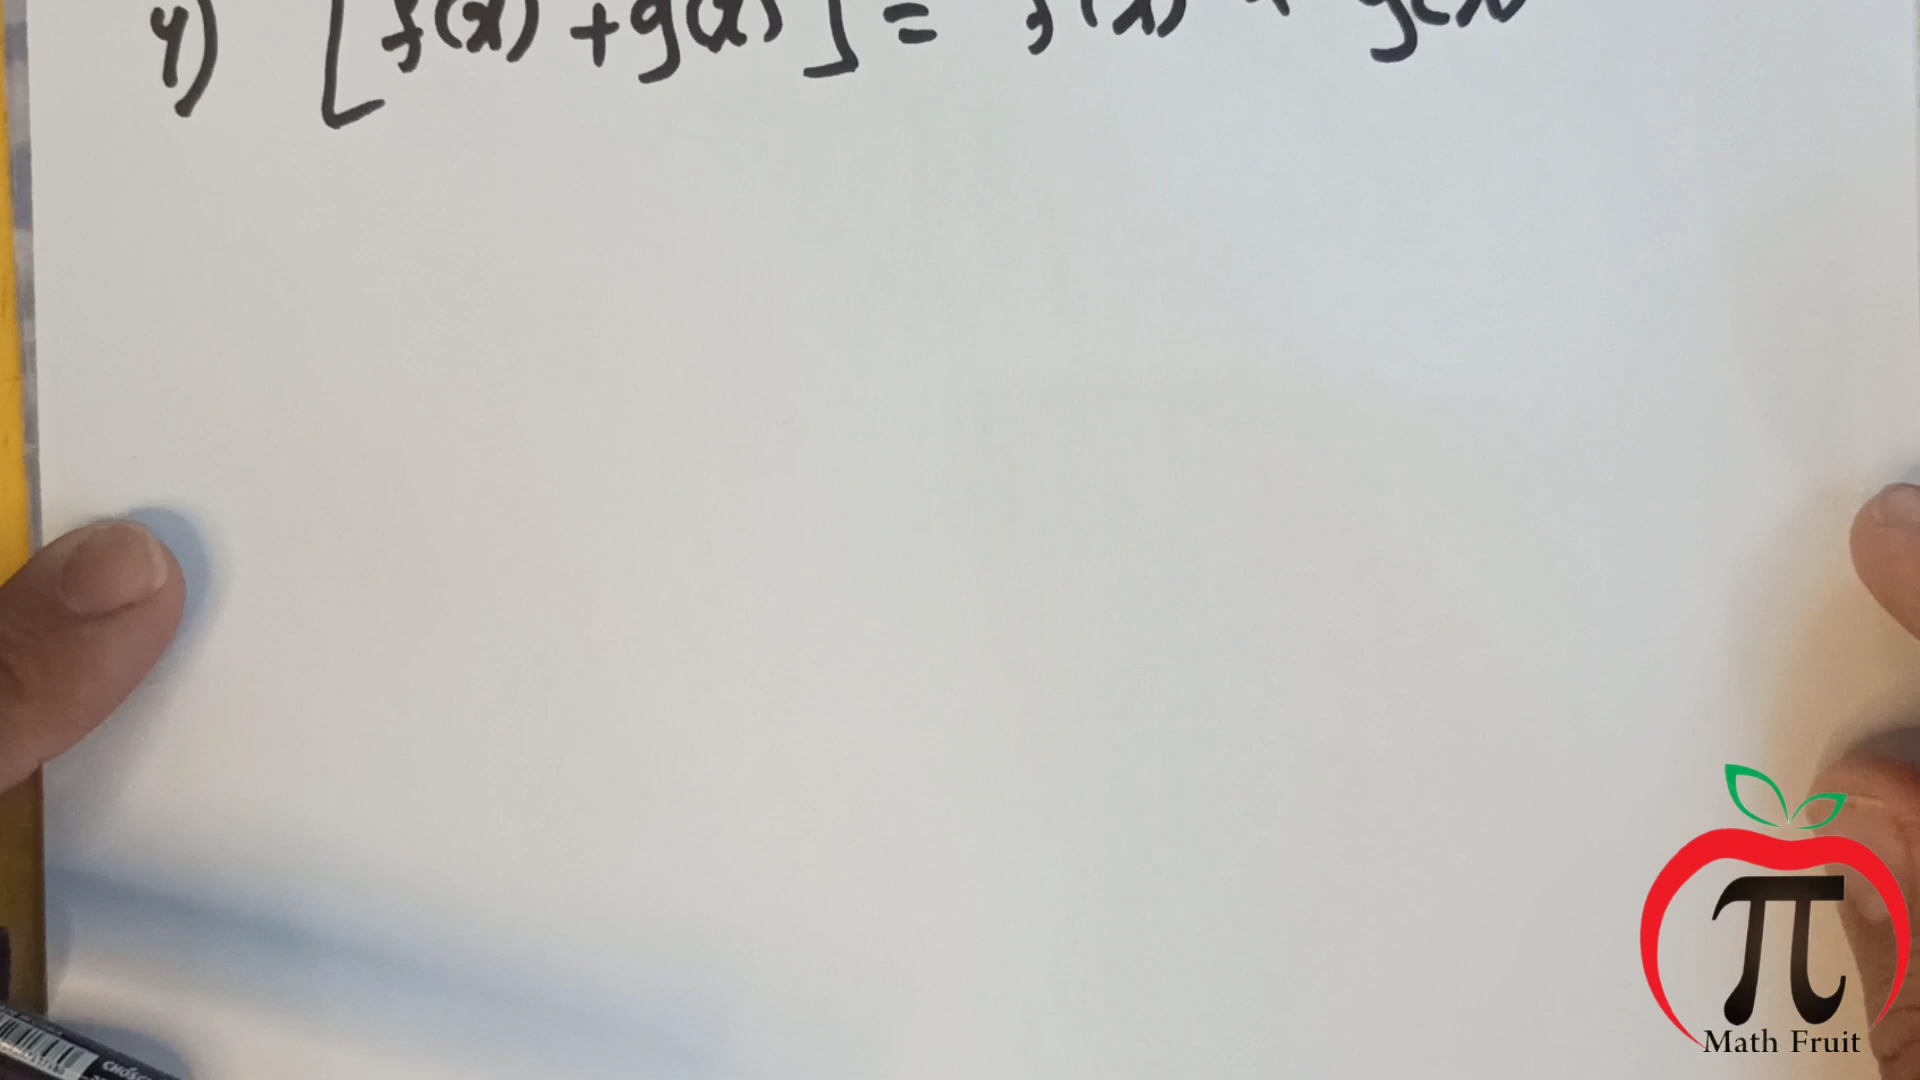 4) [f(x) + g(x)] = f(x) + g(x)
π
Math Fruit